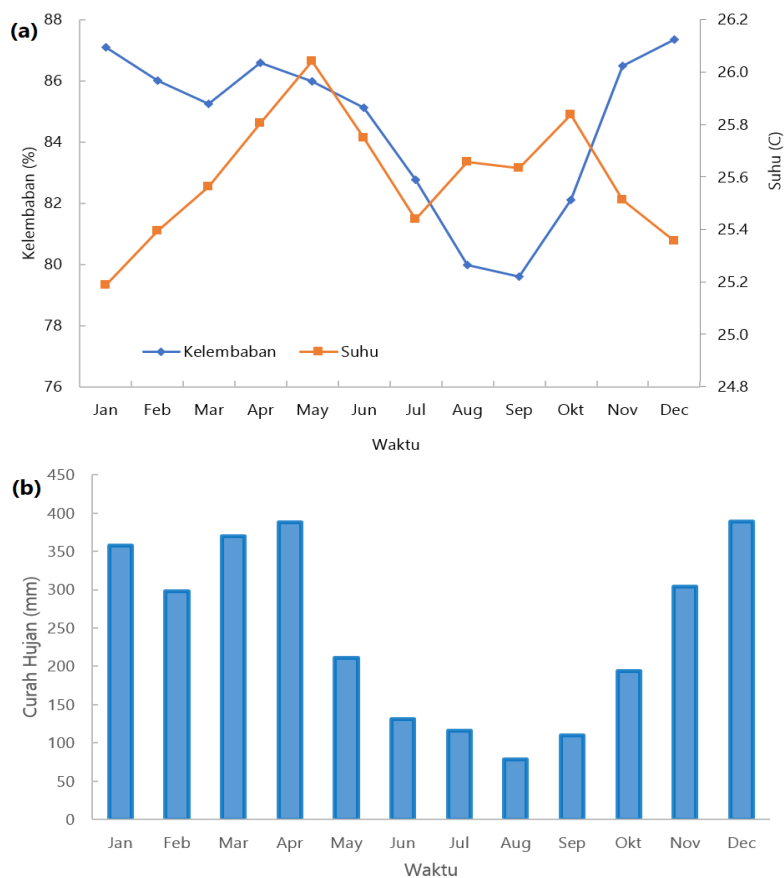 (a)
88
86
84
82
80
78
76
Kelembaban (%)
26.2
26.0
25.8
25.6
25.4
25.2
25.0
24.8
Suhu (C)
Kelembaban Suhu
Jan Feb Mar Apr May Jun Jul Aug Sep Okt Nov Dec
Waktu
(b)
450
400
350
300
250
200
150
100
50
0
Curah Hujan (mm)
Jan Feb Mar Apr May Jun Jul Aug Sep Okt Nov Dec
Waktu